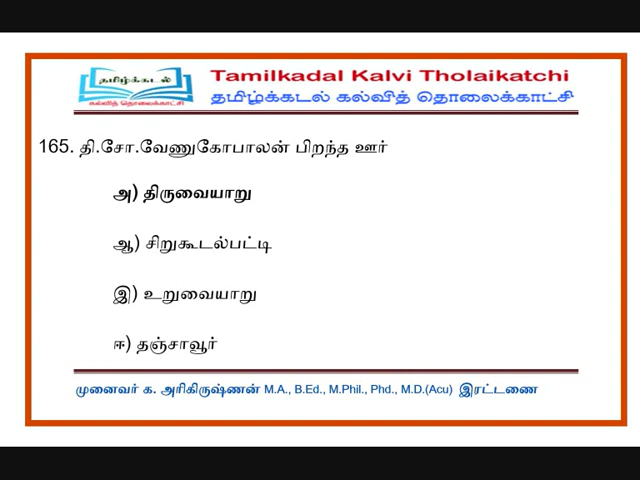 தமிழ்க்கடல்
கல்வித் தொலைகாட்சி
Tamilkadal Kalvi Tholaikatchi
தமிழ்க்கடல் கல்வித் தொலைக்காட்சி
165. தி.சோ.வேணுகோபாலன் பிறந்த ஊர்
அ) திருவையாறு
ஆ) சிறுகூடல்பட்டி
இ) உறுவையாறு
ஈ) தஞ்சாவூர்
முனைவர் க. அரிகிருஷ்ணன் M.A., B.Ed., M.Phil., Phd., M.D.(Acu) இரட்டணை